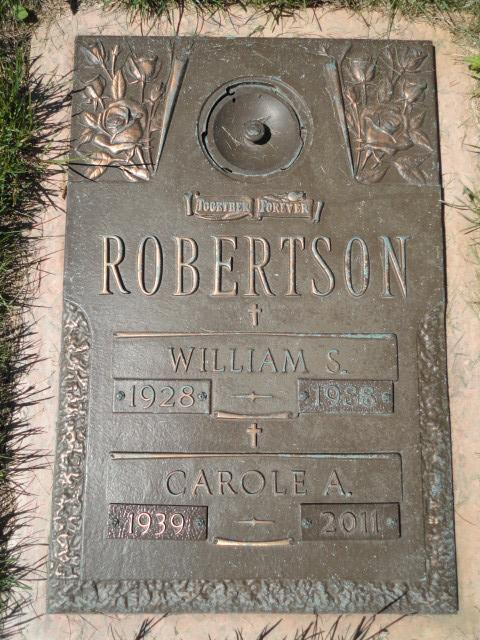 TOGETHER FOREVER
ROBERTSON
WILLIAM S.
1928 1988
CAROLE A.
1939 2011